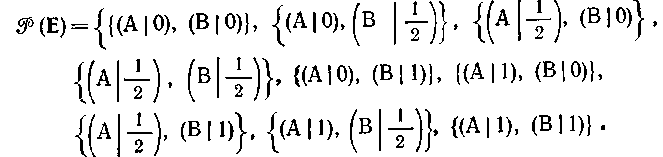 𝒫(E)={{(A|0), (B|0)}, {(A|0), (B |1/2)}, {(A|1/2), (B|0)},
{(A|1/2), (B|1/2)}, {(A|0), (B|1)}, {(A|1), (B|0)},
{(A|1/2), (B|1)}, {(A|1), (B|1/2)}, {(A|1), (B|1)}.